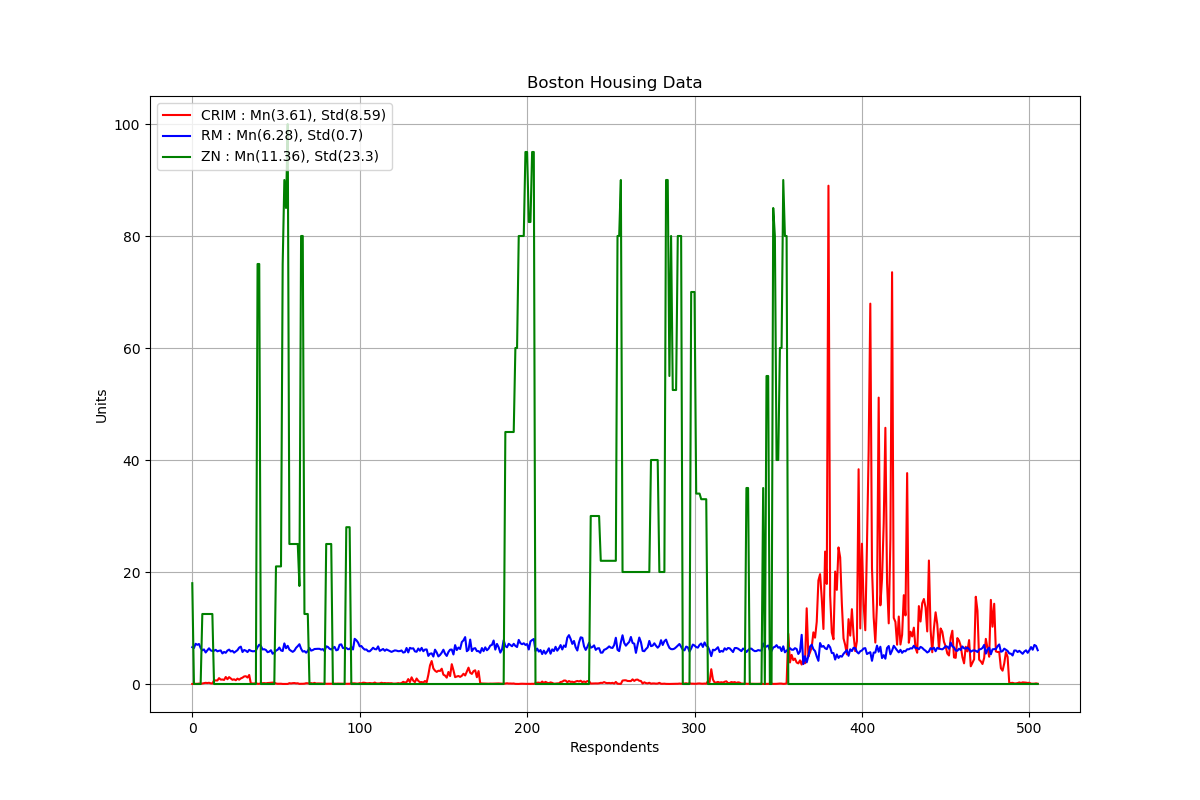 Boston Housing Data
CRIM : Mn(3.61), Std(8.59)
RM : Mn(6.28), Std(0.7)
ZN : Mn(11.36), Std(23.3)
100
80
60
40
20
0
Units
0 100 200 300 400 500
Respondents